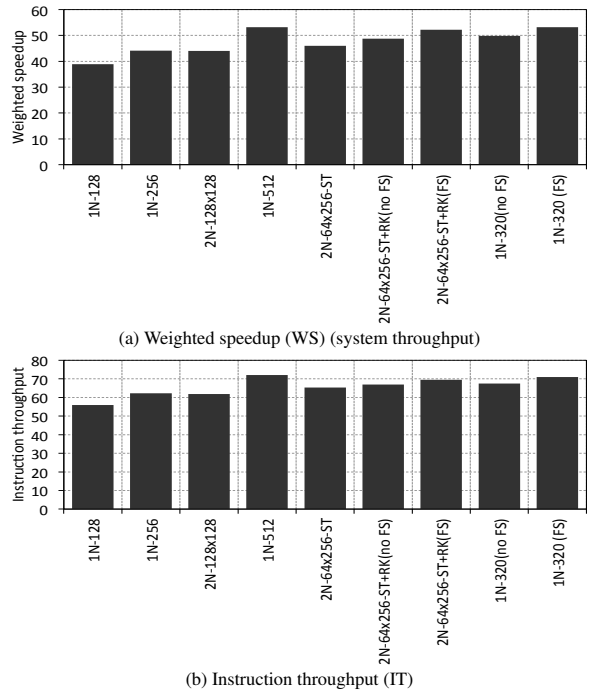 Weighted speedup
60
50
40
30
20
10
0
1N-128
1N-256
2N-128x128
1N-512
2N-64x256-ST
2N-64x256-ST+RK(no FS)
2N-64x256-ST+RK(FS)
1N-320(no FS)
1N-320 (FS)
(a) Weighted speedup (WS) (system throughput)
Instruction throughput
80
70
60
50
40
30
20
10
0
1N-128
1N-256
2N-128x128
1N-512
2N-64x256-ST
2N-64x256-ST+RK(no FS)
2N-64x256-ST+RK(FS)
1N-320(no FS)
1N-320 (FS)
(b) Instruction throughput (IT)